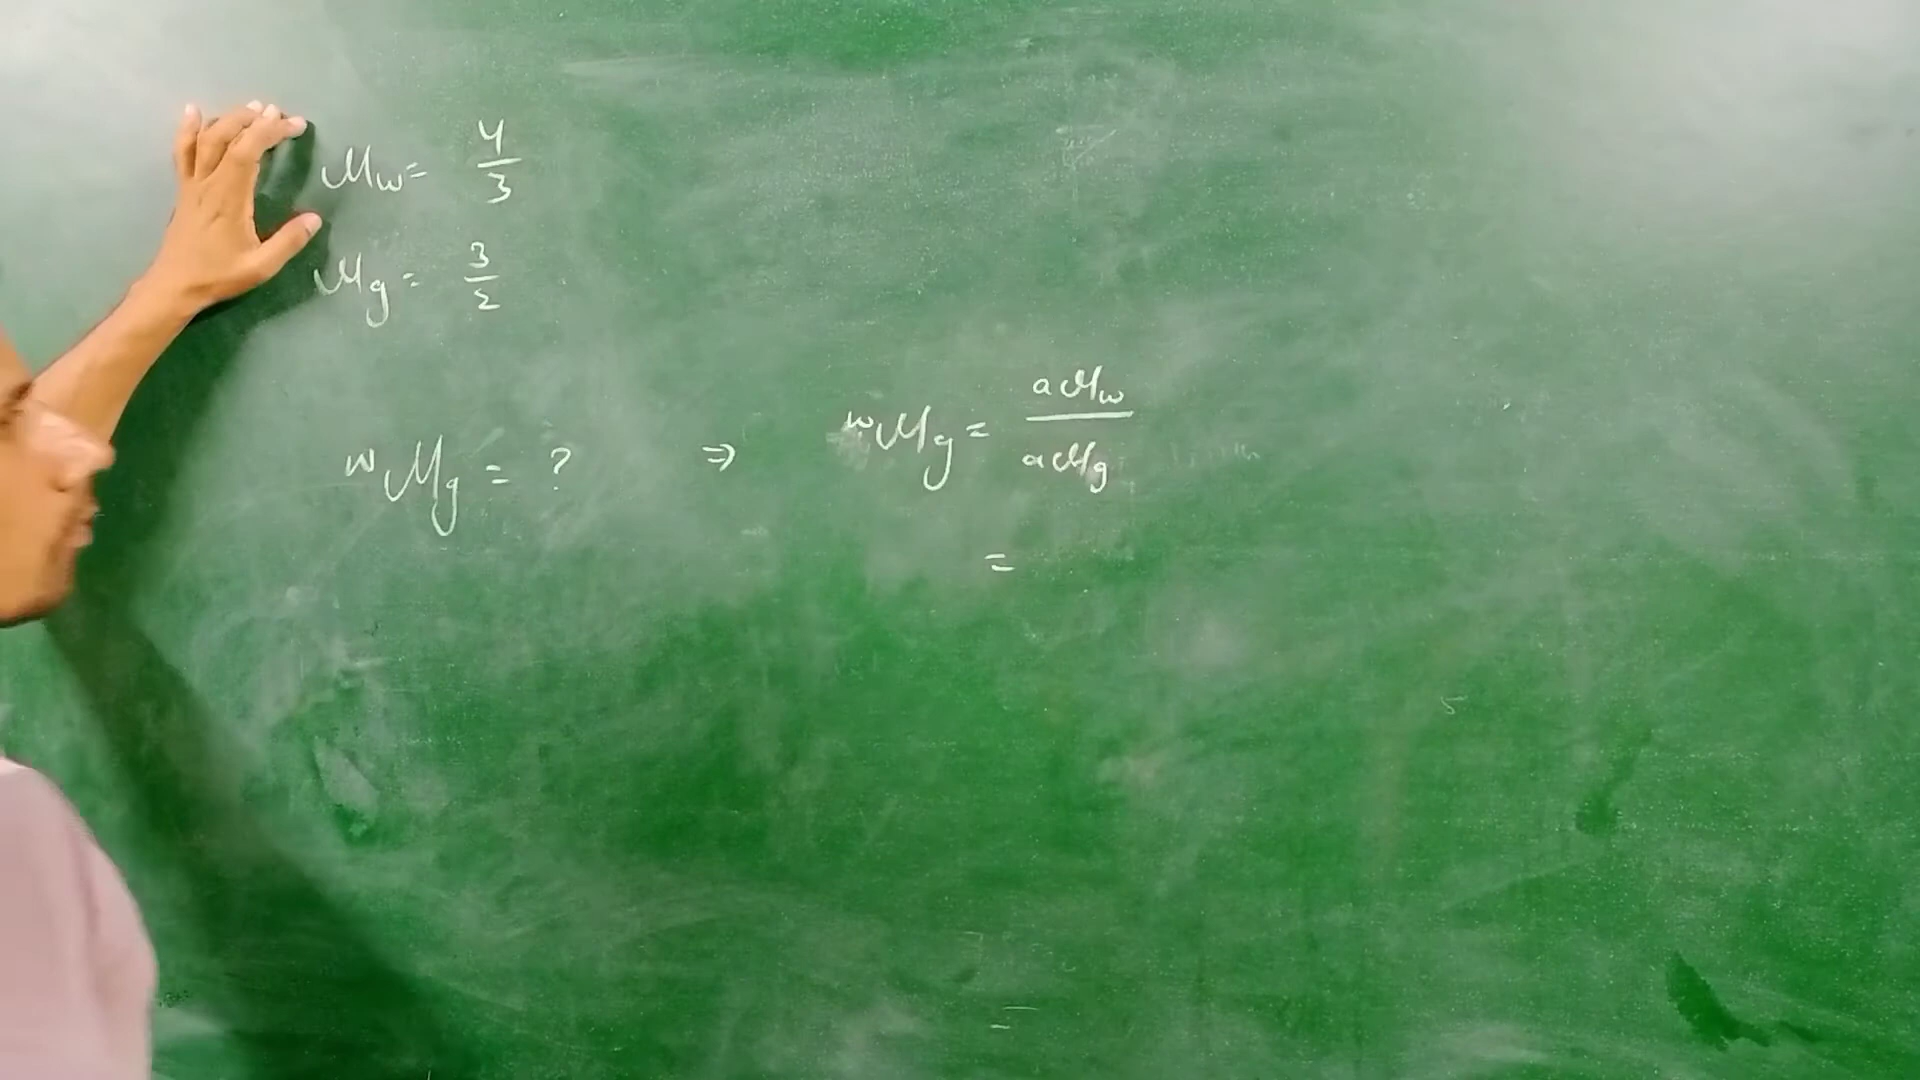 μw = 4/3
μg = 3/2
wμg = ? ⇒ wμg = aμw/aμg
=